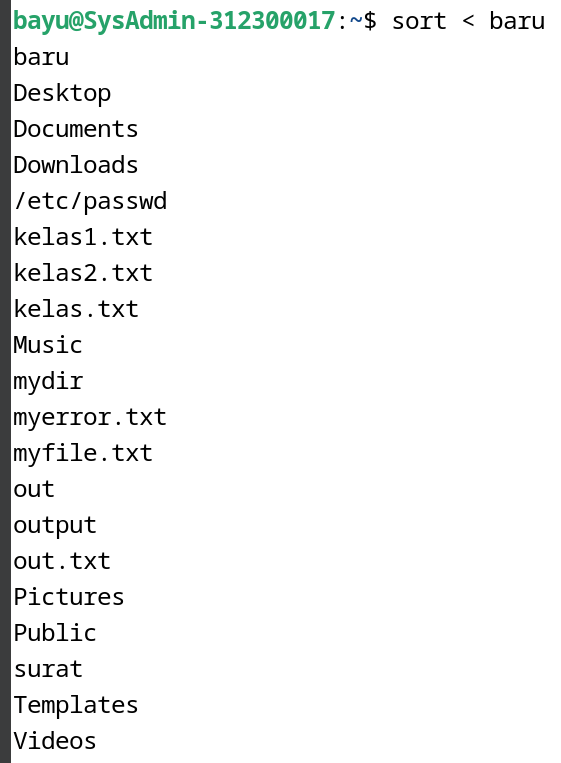 bayu@SysAdmin-312300017:~$ sort < baru
baru
Desktop
Documents
Downloads
/etc/passwd
kelas1.txt
kelas2.txt
kelas.txt
Music
mydir
myerror.txt
myfile.txt
out
output
out.txt
Pictures
Public
surat
Templates
Videos